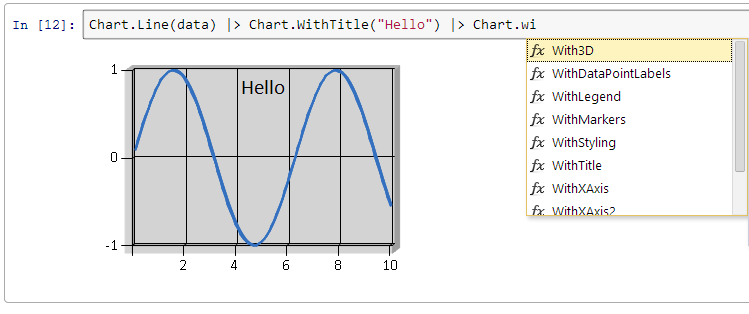 In [12]: Chart.Line(data) |> Chart.WithTitle("Hello") |> Chart.wi
fx With3D
fx WithDataPointLabels
fx WithLegend
fx WithMarkers
fx WithStyling
fx WithTitle
fx WithXAxis
fx WithXAxis2
Hello
1
0
-1
2 4 6 8 10